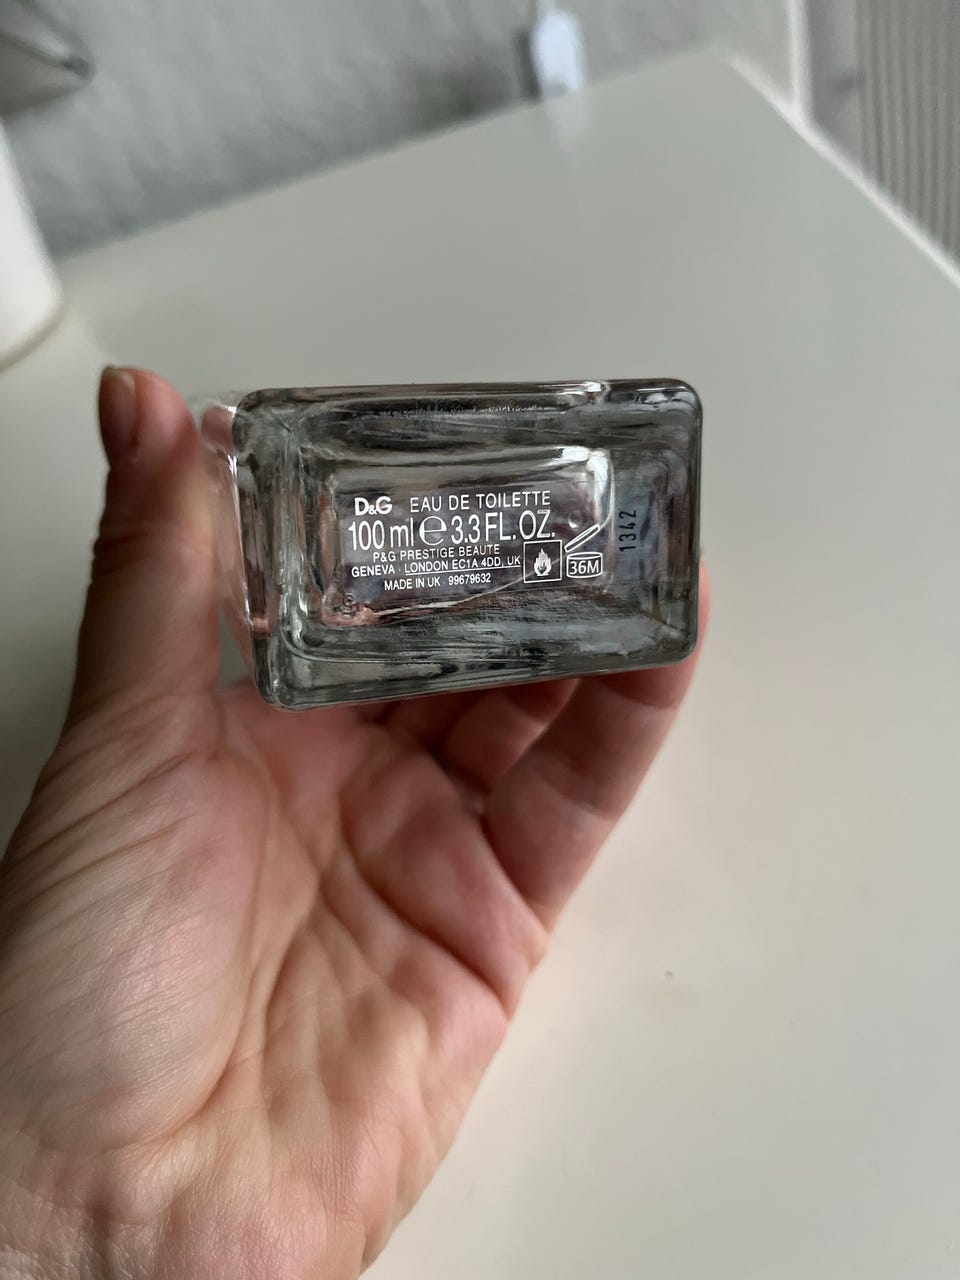 D&G EAU DE TOILETTE
100 ml e 3.3 FL. OZ.
P&G PRESTIGE BEAUTE
GENEVA · LONDON EC1A 4DD, UK
MADE IN UK · 99679632
36M
1342